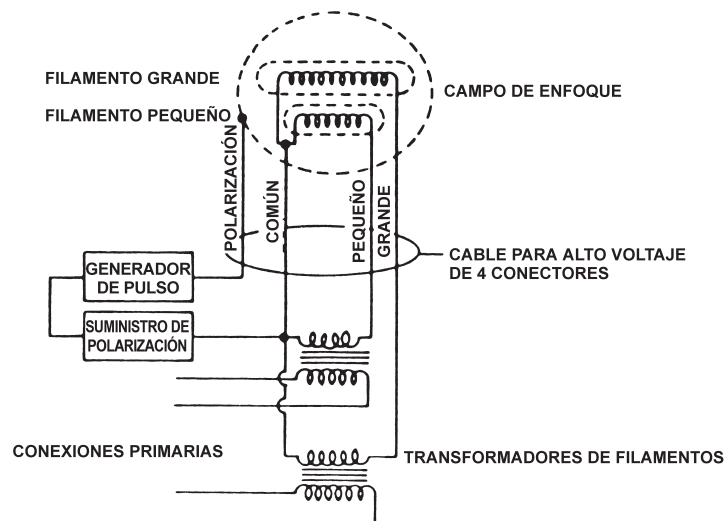 FILAMENTO GRANDE
CAMPO DE ENFOQUE
FILAMENTO PEQUEÑO
POLARIZACIÓN
COMÚN
PEQUEÑO
GRANDE
CABLE PARA ALTO VOLTAJE
DE 4 CONECTORES
GENERADOR
DE PULSO
SUMINISTRO DE
POLARIZACIÓN
CONEXIONES PRIMARIAS
TRANSFORMADORES DE FILAMENTOS